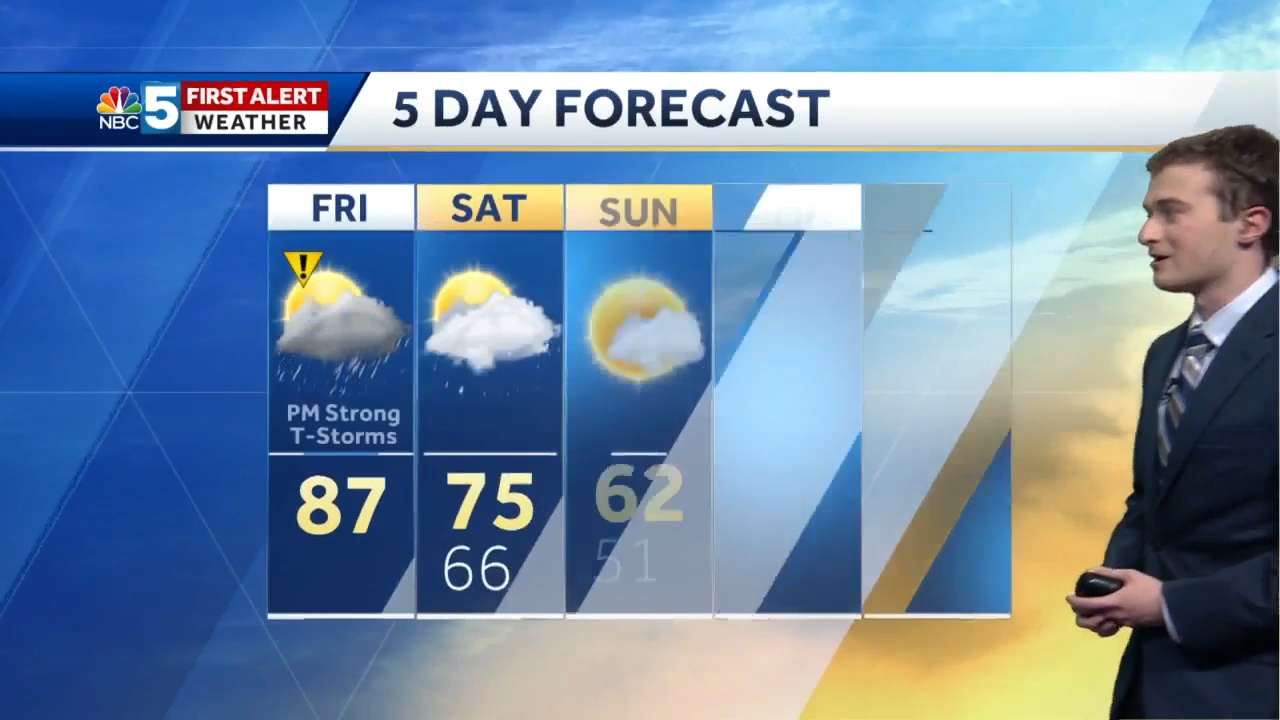 NBC 5 FIRST ALERT
WEATHER
5 DAY FORECAST
FRI
SAT
SUN
PM Strong
T-Storms
87
75
62
66
51